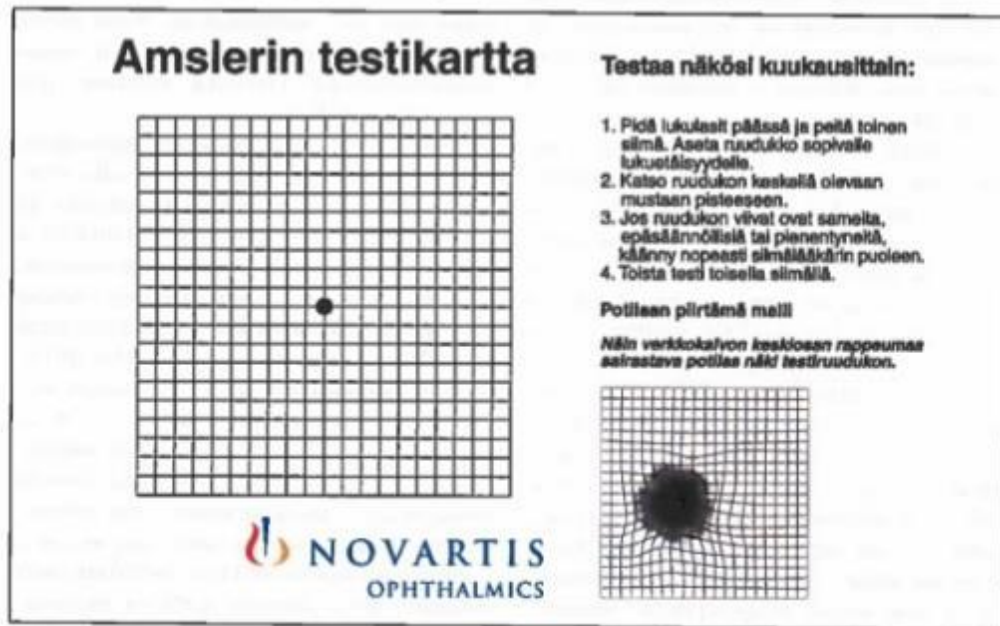 Amslerin testikartta
Testaa näkösi kuukausittain:
1. Pidä lukulasit päässä ja peitä toinen
silmä. Aseta ruudukko sopivalle
lukuetäisyydelle.
2. Katso ruudukon keskellä olevaan
mustaan pisteeseen.
3. Jos ruudukon viivat ovat sameita,
epäsäännöllisiä tai pienentyneitä,
käänny nopeasti silmälääkärin puoleen.
4. Toista testi toisella silmällä.
Potilaan piirtämä malli
Näin verkkokalvon keskiosan rappeumaa
sairastava potilas näki testiruudukon.
NOVARTIS
OPHTHALMICS